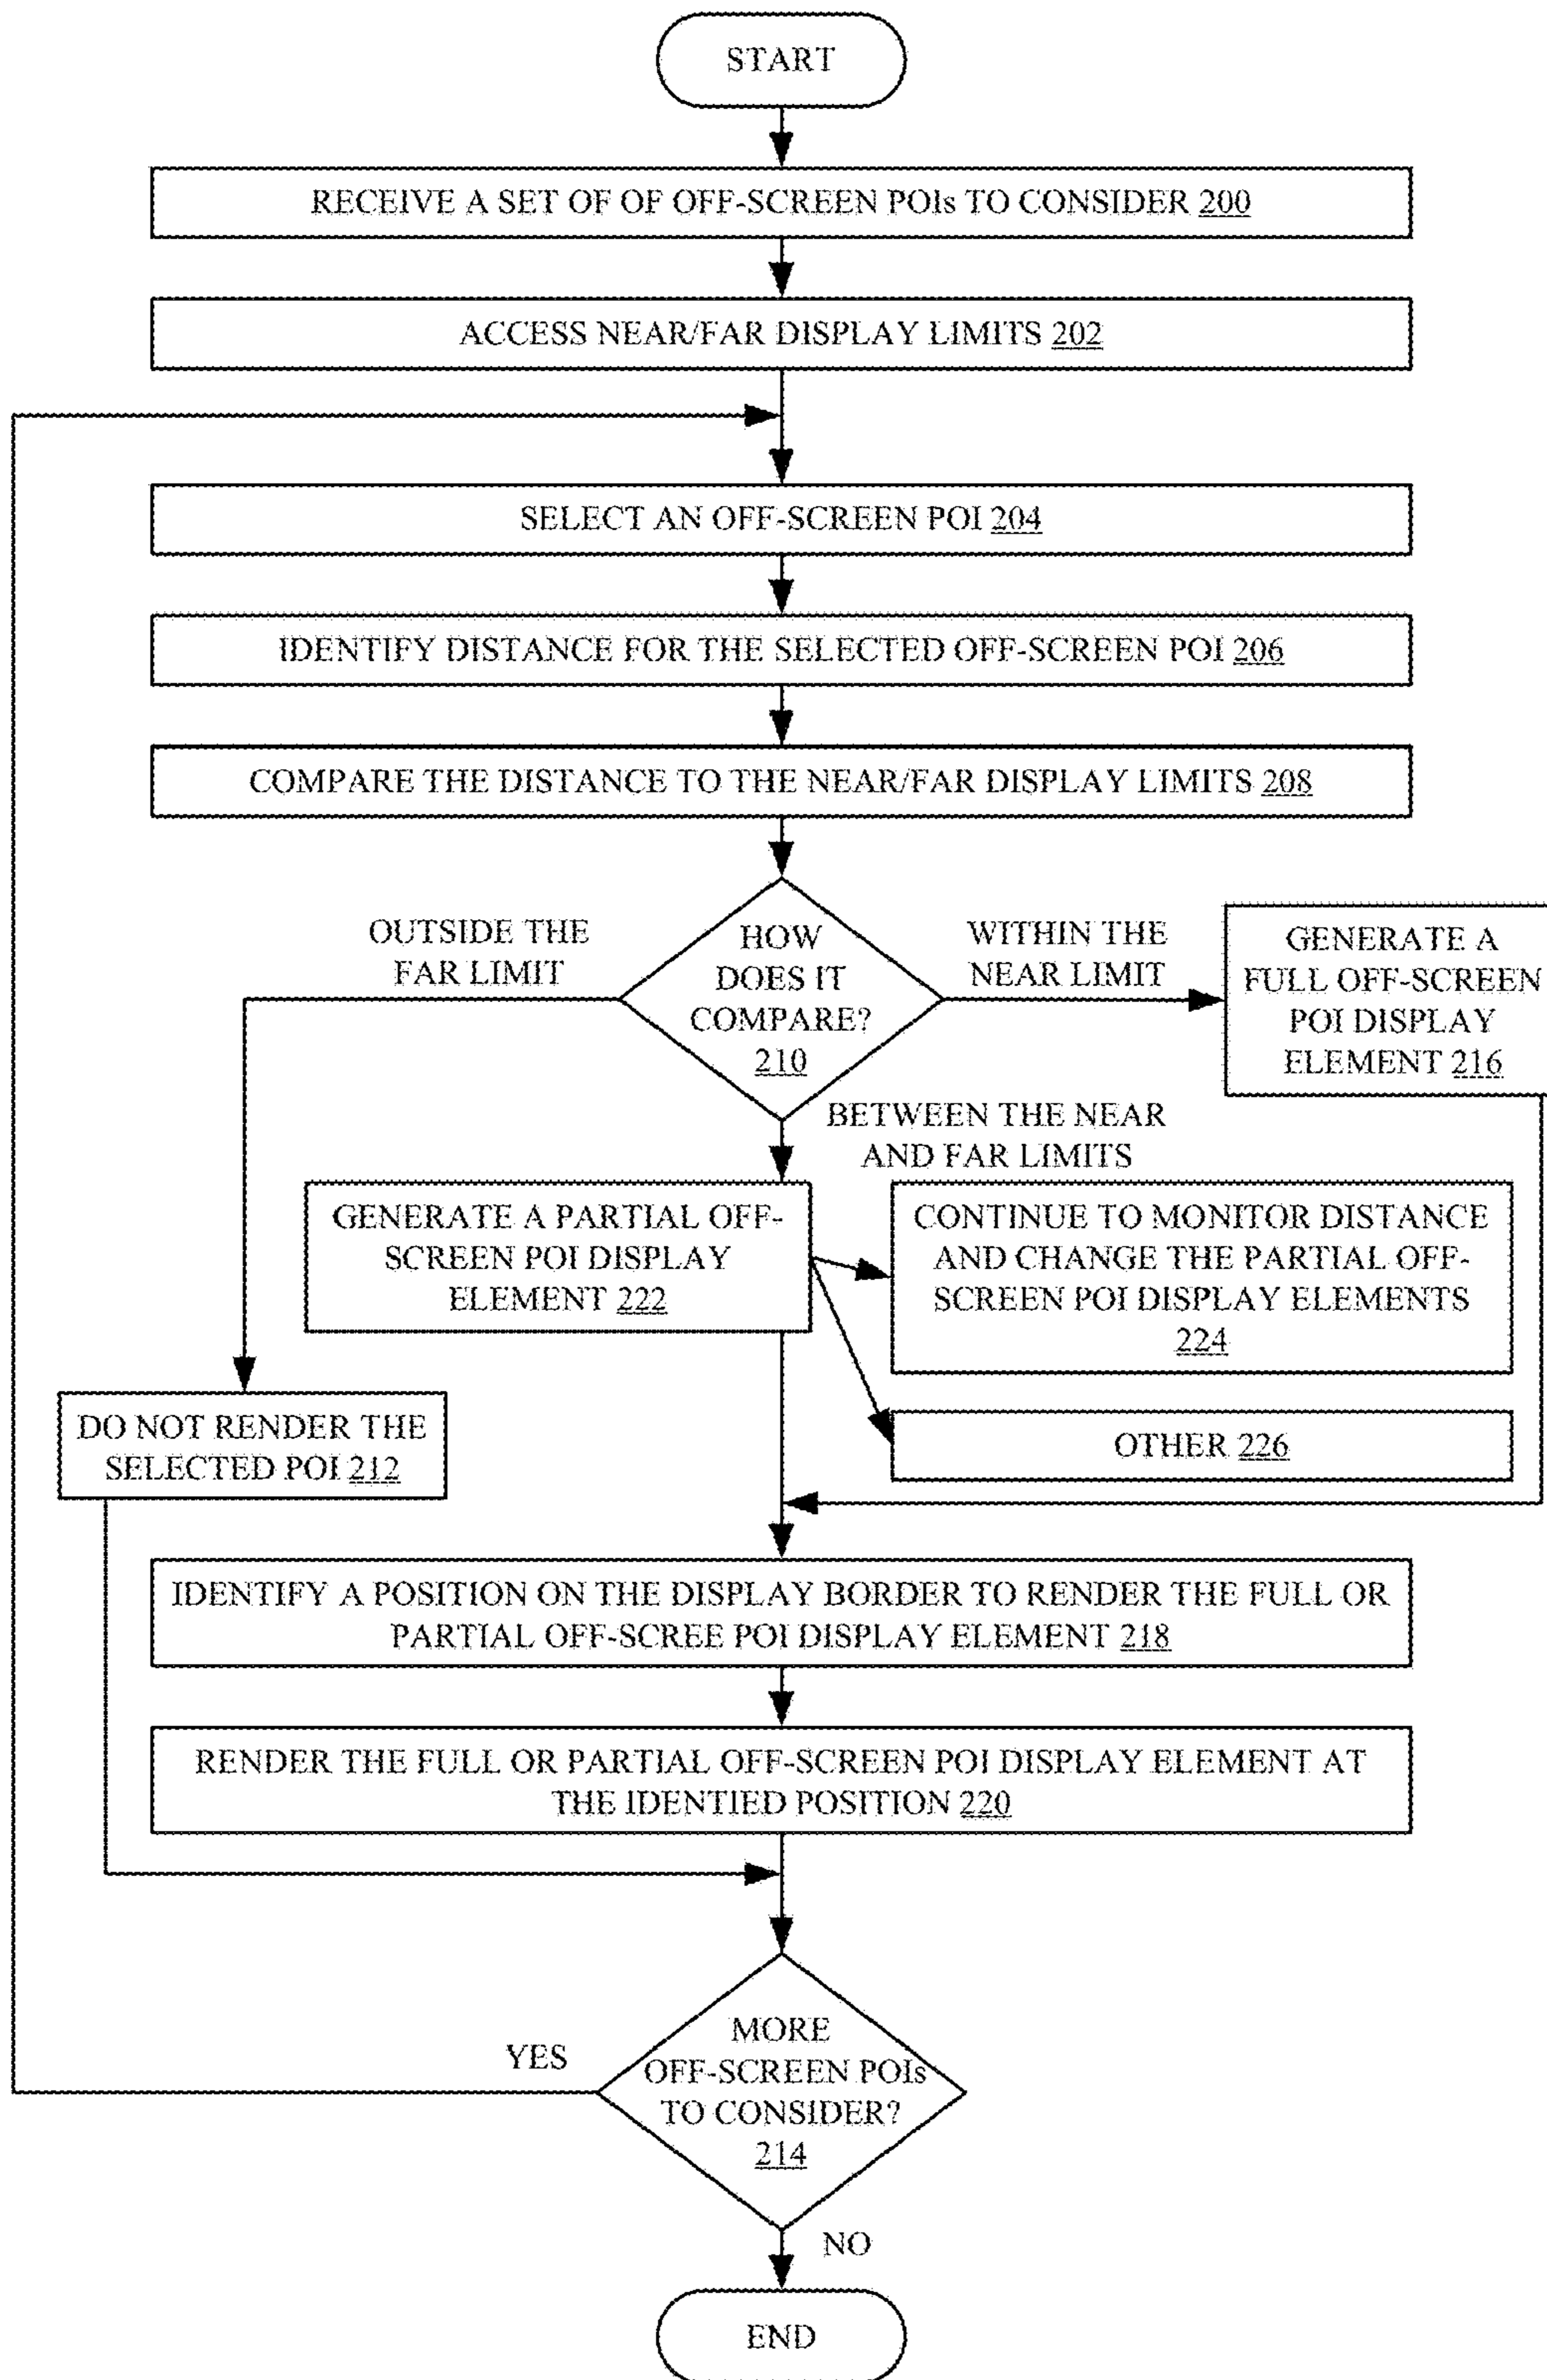 START
RECEIVE A SET OF OF OFF-SCREEN POIs TO CONSIDER 200
ACCESS NEAR/FAR DISPLAY LIMITS 202
SELECT AN OFF-SCREEN POI 204
IDENTIFY DISTANCE FOR THE SELECTED OFF-SCREEN POI 206
COMPARE THE DISTANCE TO THE NEAR/FAR DISPLAY LIMITS 208
OUTSIDE THE
FAR LIMIT
HOW
DOES IT
COMPARE?
210
WITHIN THE
NEAR LIMIT
GENERATE A
FULL OFF-SCREEN
POI DISPLAY
ELEMENT 216
BETWEEN THE NEAR
AND FAR LIMITS
GENERATE A PARTIAL OFF-
SCREEN POI DISPLAY
ELEMENT 222
CONTINUE TO MONITOR DISTANCE
AND CHANGE THE PARTIAL OFF-
SCREEN POI DISPLAY ELEMENTS
224
DO NOT RENDER THE
SELECTED POI 212
OTHER 226
IDENTIFY A POSITION ON THE DISPLAY BORDER TO RENDER THE FULL OR
PARTIAL OFF-SCREE POI DISPLAY ELEMENT 218
RENDER THE FULL OR PARTIAL OFF-SCREEN POI DISPLAY ELEMENT AT
THE IDENTIED POSITION 220
YES
MORE
OFF-SCREEN POIs
TO CONSIDER?
214
NO
END